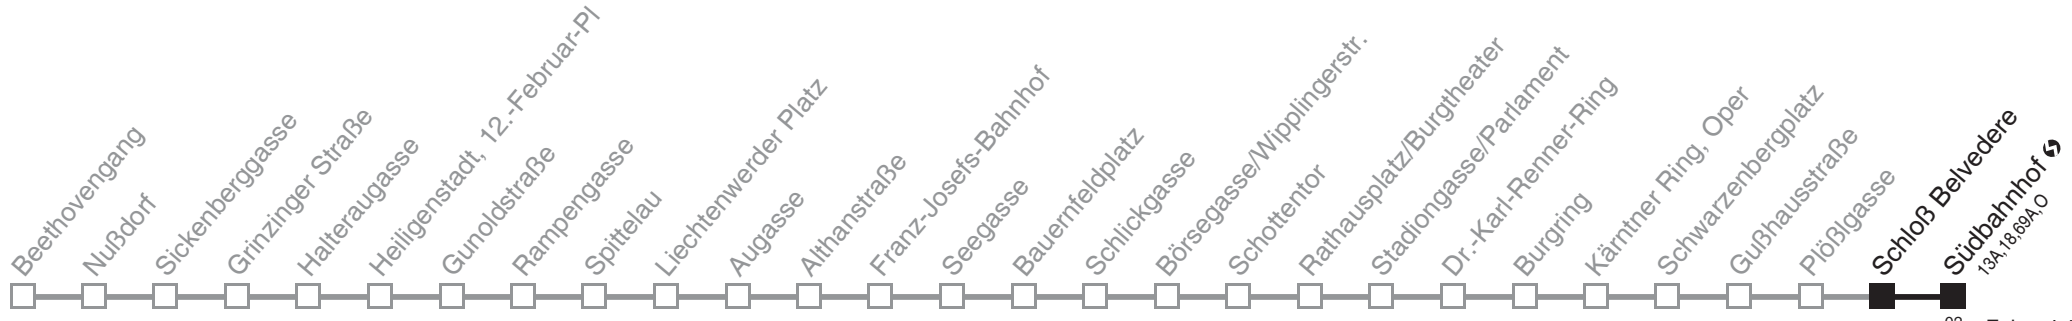 Beethovengang
Nußdorf
Sickenberggasse
Grinzinger Straße
Halteraugasse
Heiligenstadt, 12.-Februar-Pl
Gunoldstraße
Rampengasse
Spittelau
Liechtenwerder Platz
Augasse
Althanstraße
Franz-Josefs-Bahnhof
Seegasse
Bauernfeldplatz
Schlickgasse
Börsegasse/Wipplingerstr.
Schottentor
Rathausplatz/Burgtheater
Stadiongasse/Parlament
Dr.-Karl-Renner-Ring
Burgring
Kärntner Ring, Oper
Schwarzenbergplatz
Gußhausstraße
Plößlgasse
Schloß Belvedere
Südbahnhof
13A,18,69A,O